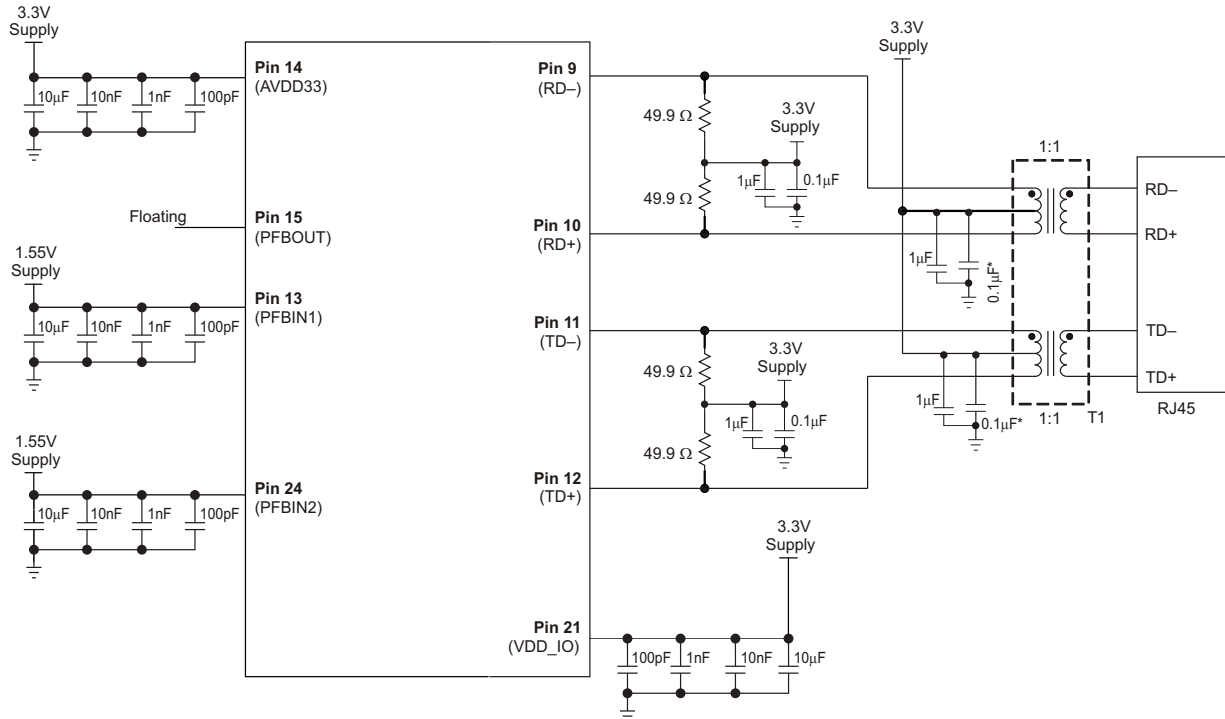 3.3V
Supply
10μF
10nF
1nF
100pF
Pin 14
(AVDD33)
Floating
Pin 15
(PFBOUT)
1.55V
Supply
10μF
10nF
1nF
100pF
Pin 13
(PFBIN1)
1.55V
Supply
10μF
10nF
1nF
100pF
Pin 24
(PFBIN2)
Pin 9
(RD–)
49.9 Ω
49.9 Ω
3.3V
Supply
1μF
0.1μF
Pin 10
(RD+)
Pin 11
(TD–)
49.9 Ω
49.9 Ω
3.3V
Supply
1μF
0.1μF
Pin 12
(TD+)
Pin 21
(VDD_IO)
3.3V
Supply
100pF
1nF
10nF
10μF
3.3V
Supply
1μF
0.1μF*
1μF
0.1μF*
1:1
1:1
T1
RD–
RD+
TD–
TD+
RJ45